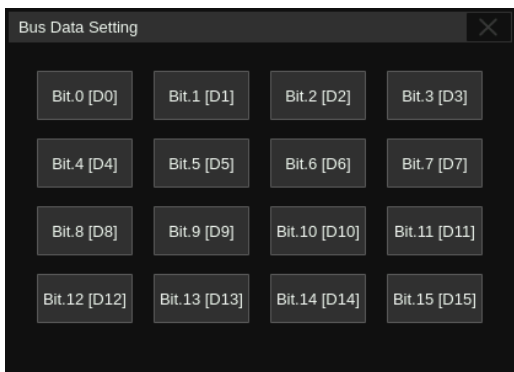 Bus Data Setting
Bit.0 [D0] Bit.1 [D1] Bit.2 [D2] Bit.3 [D3]
Bit.4 [D4] Bit.5 [D5] Bit.6 [D6] Bit.7 [D7]
Bit.8 [D8] Bit.9 [D9] Bit.10 [D10] Bit.11 [D11]
Bit.12 [D12] Bit.13 [D13] Bit.14 [D14] Bit.15 [D15]